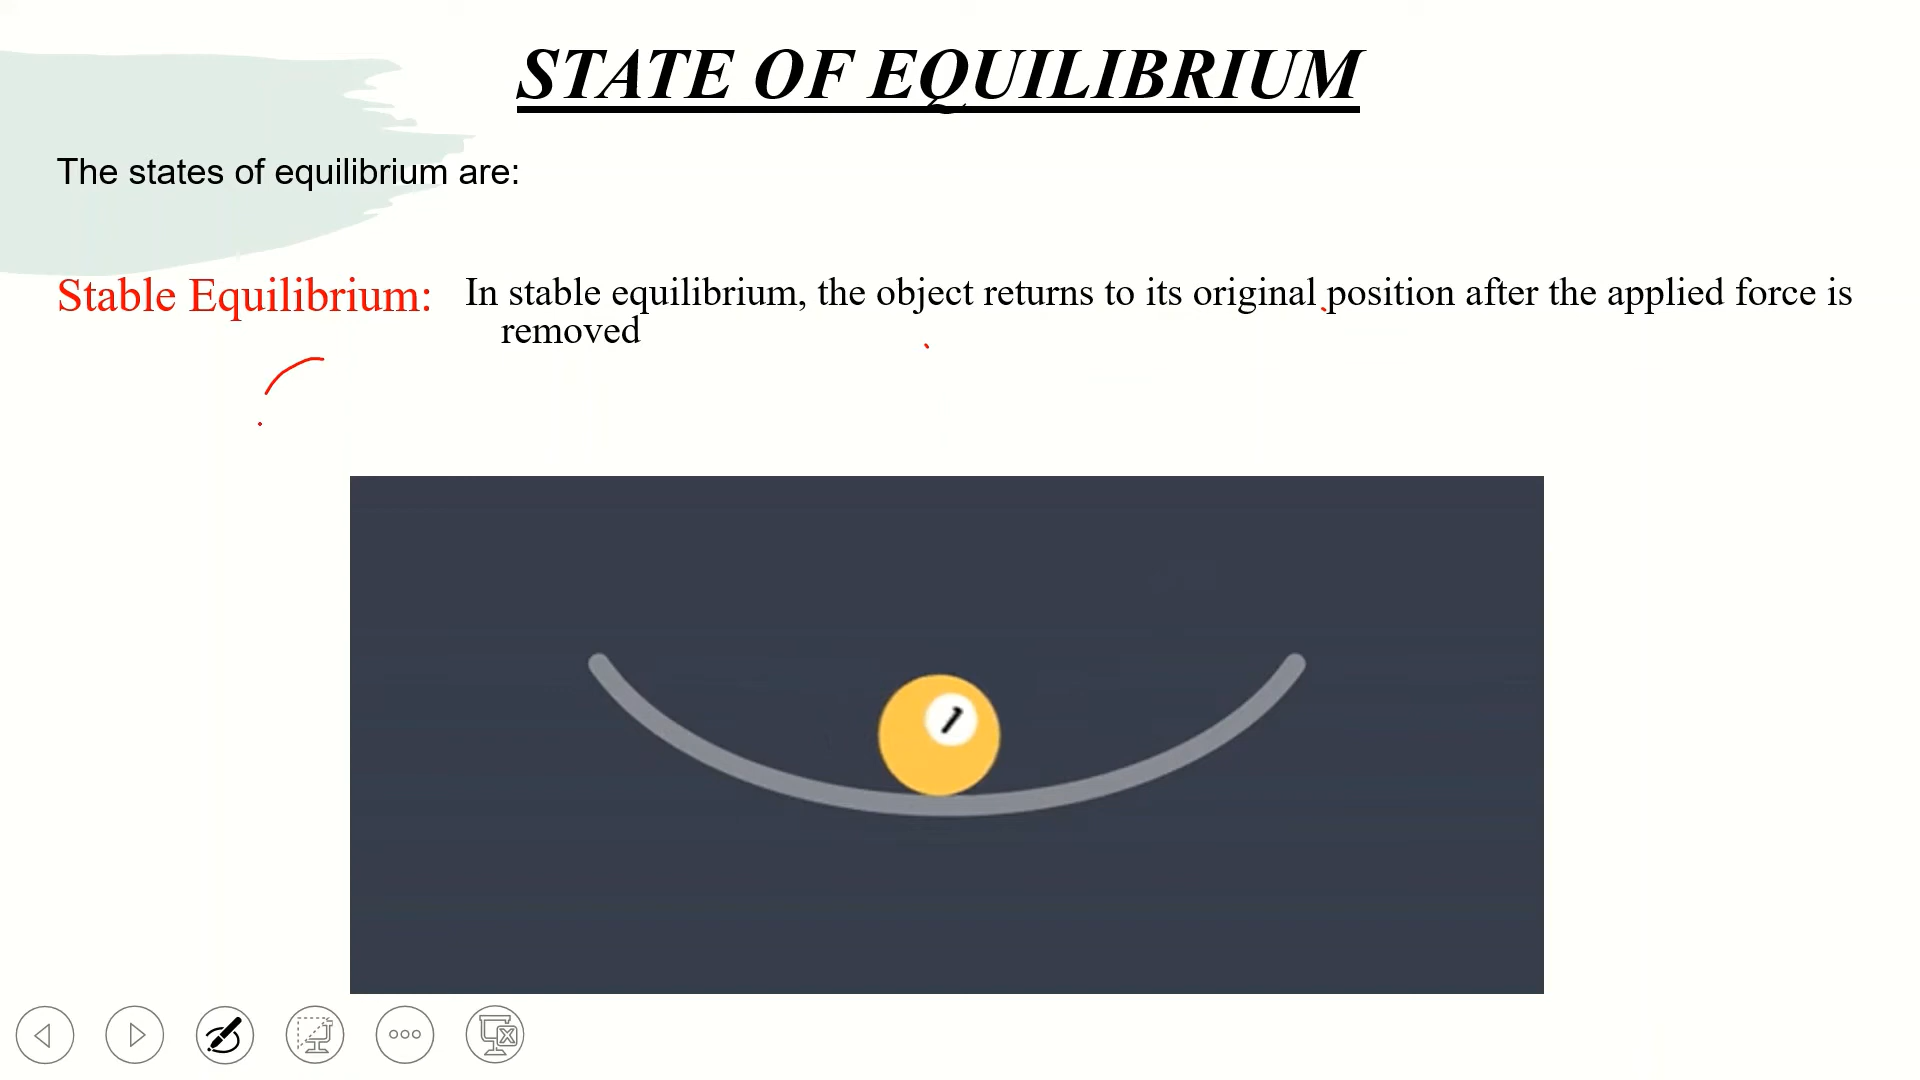 STATE OF EQUILIBRIUM
The states of equilibrium are:
Stable Equilibrium: In stable equilibrium, the object returns to its original position after the applied force is
removed
1